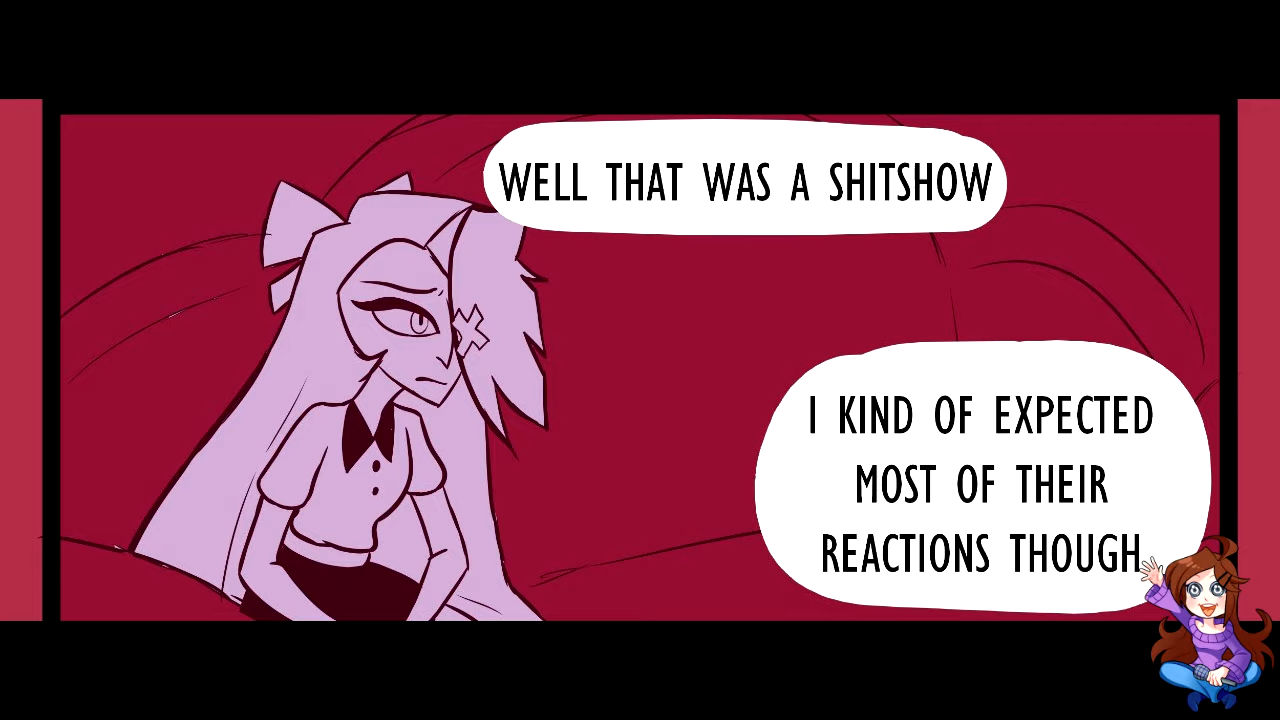 WELL THAT WAS A SHITSHOW
I KIND OF EXPECTED
MOST OF THEIR
REACTIONS THOUGH